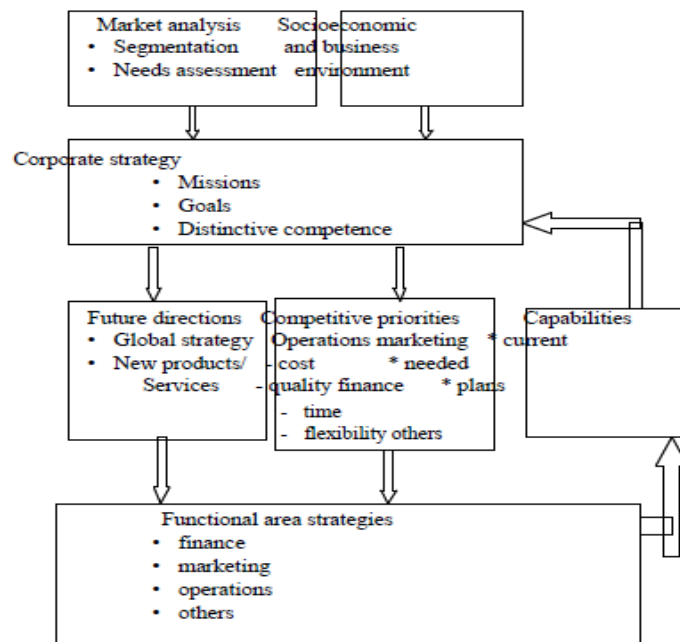 Market analysis Socioeconomic
• Segmentation and business
• Needs assessment environment
Corporate strategy
• Missions
• Goals
• Distinctive competence
Future directions Competitive priorities Capabilities
• Global strategy Operations marketing * current
• New products/ - cost * needed
Services - quality finance * plans
- time
- flexibility others
Functional area strategies
• finance
• marketing
• operations
• others